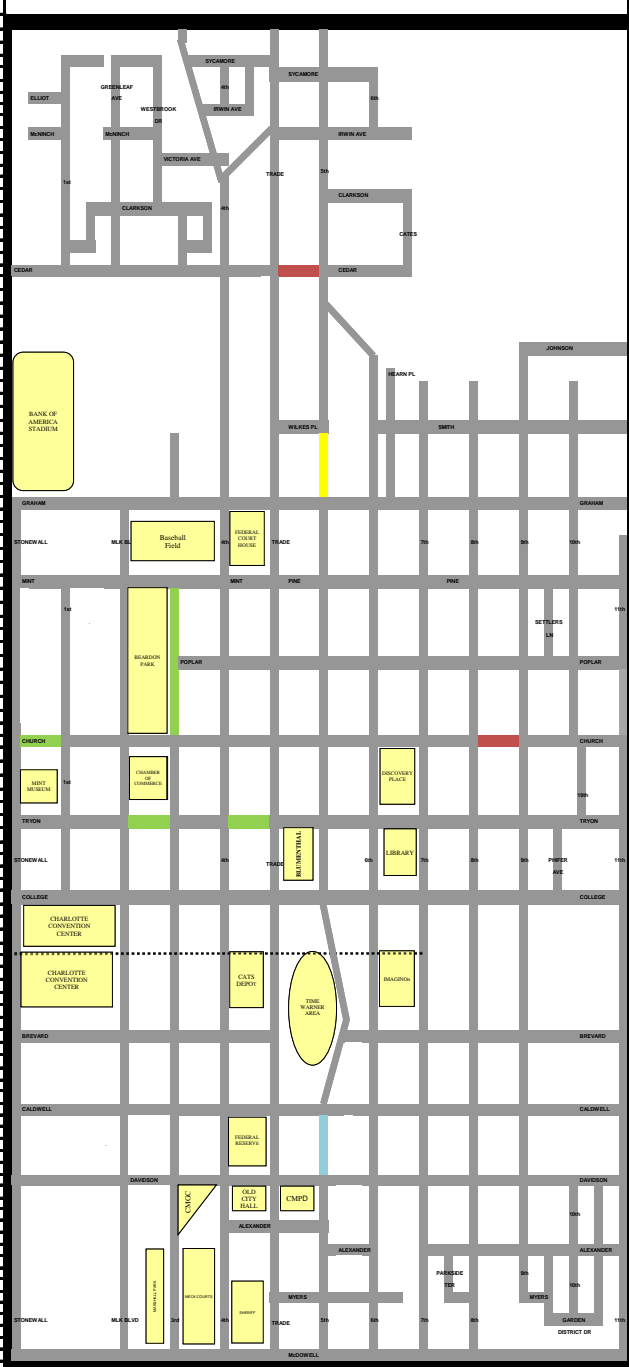 SYCAMORE
SYCAMORE
GREENLEAF
AVE
4th
ELLIOT
6th
WESTBROOK
DR
IRWIN AVE
McNINCH
McNINCH
IRWIN AVE
VICTORIA AVE
5th
TRADE
1st
CLARKSON
CLARKSON
4th
CATES
CEDAR
CEDAR
JOHNSON
HEARN PL
BANK OF
AMERICA
STADIUM
WILKES PL
SMITH
GRAHAM
GRAHAM
STONEWALL
MLK BL
Baseball
Field
4th
FEDERAL
COURT
HOUSE
TRADE
7th
8th
9th
10th
MINT
MINT
PINE
PINE
1st
11th
SETTLERS
LN
BEARDON
PARK
POPLAR
POPLAR
CHURCH
CHURCH
MINT
MUSEUM
1st
CHAMBER
OF
COMMERCE
DISCOVERY
PLACE
10th
TRYON
TRYON
STONEWALL
4th
TRADE
BLUMENTHAL
6th
LIBRARY
7th
8th
9th
PHIFER
AVE
11th
COLLEGE
COLLEGE
CHARLOTTE
CONVENTION
CENTER
CHARLOTTE
CONVENTION
CENTER
CATS
DEPOT
TIME
WARNER
AREA
IMAGINOn
BREVARD
BREVARD
CALDWELL
CALDWELL
FEDERAL
RESERVE
DAVIDSON
DAVIDSON
CMGC
OLD
CITY
HALL
CMPD
10th
ALEXANDER
ALEXANDER
ALEXANDER
MARSHALL PARK
MECK COURTS
SHERIFF
PARKSIDE
TER
9th
10th
MYERS
MYERS
STONEWALL
MLK BLVD
3rd
4th
TRADE
5th
6th
7th
8th
GARDEN
11th
DISTRICT DR
McDOWELL